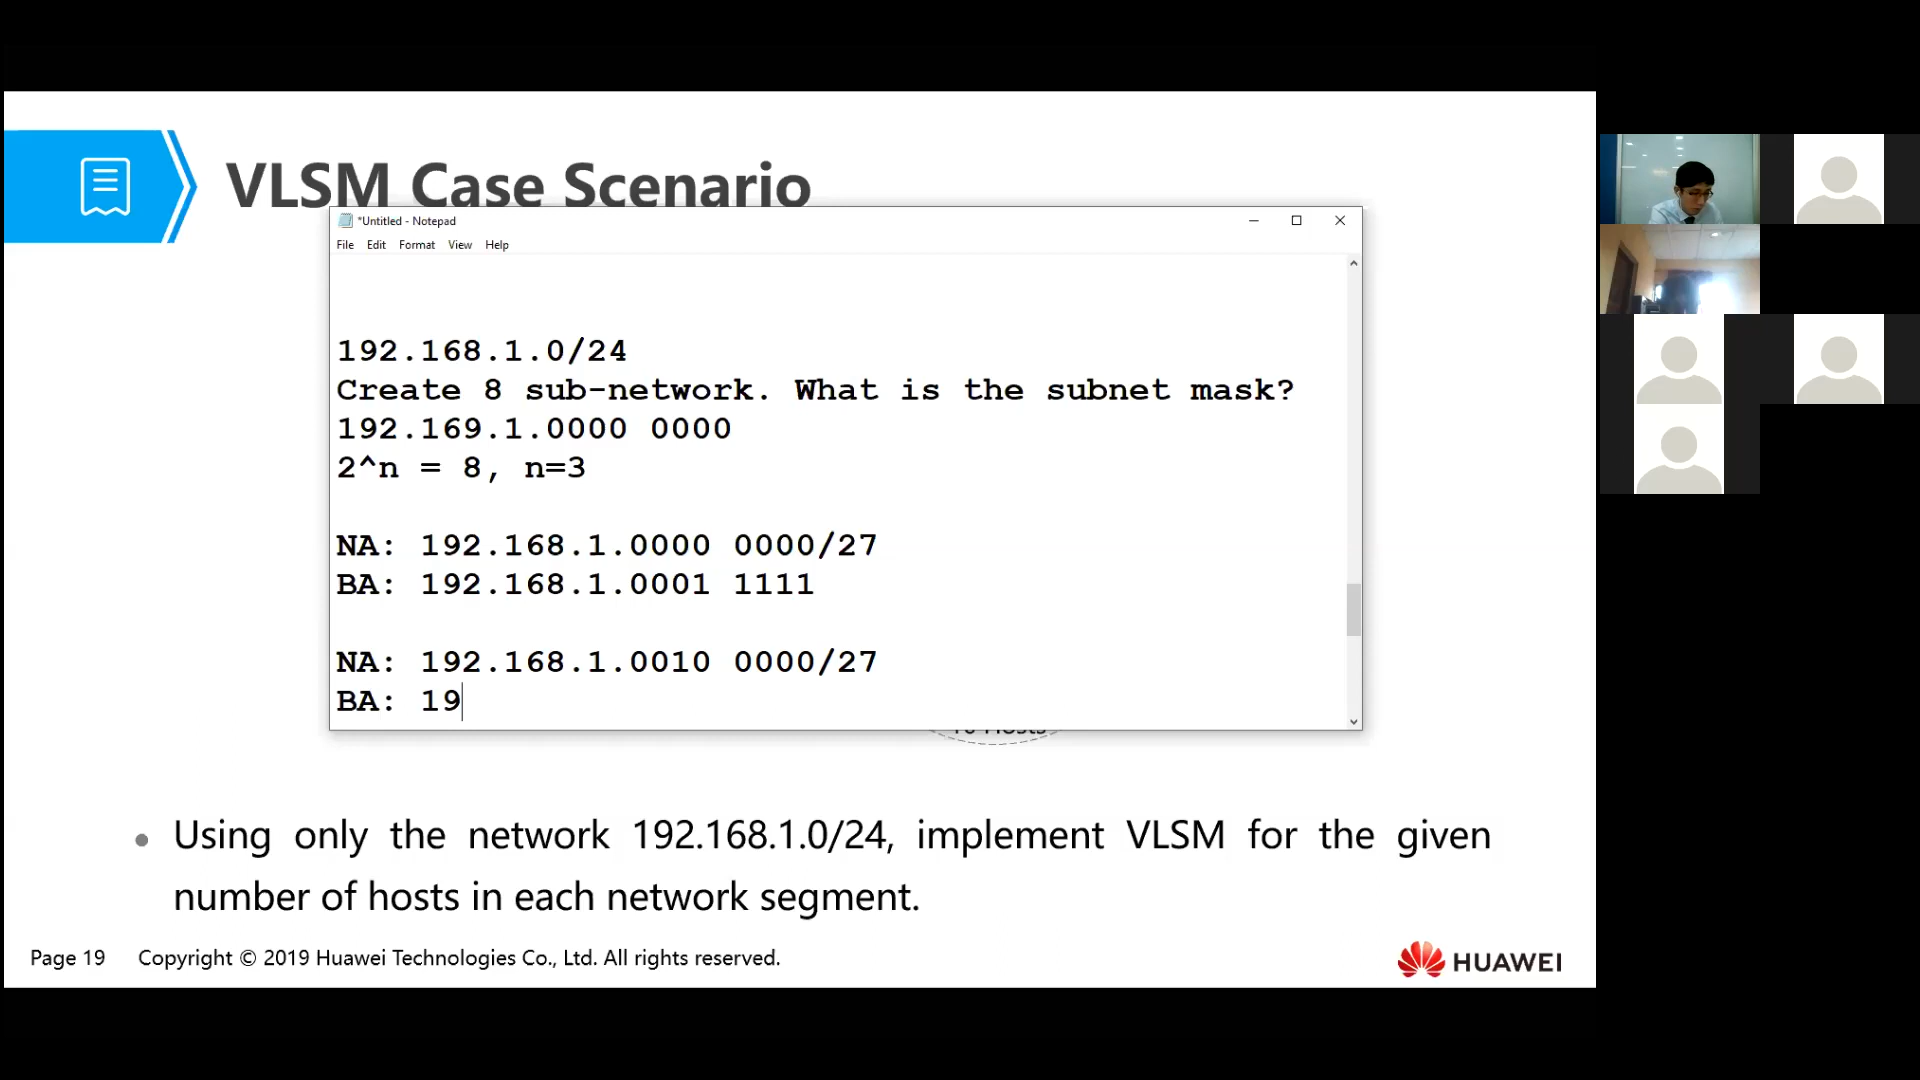 VLSM Case Scenario
*Untitled - Notepad
File Edit Format View Help
192.168.1.0/24
Create 8 sub-network. What is the subnet mask?
192.169.1.0000 0000
2^n = 8, n=3
NA: 192.168.1.0000 0000/27
BA: 192.168.1.0001 1111
NA: 192.168.1.0010 0000/27
BA: 19
Hosts
Using only the network 192.168.1.0/24, implement VLSM for the given
number of hosts in each network segment.
Page 19 Copyright © 2019 Huawei Technologies Co., Ltd. All rights reserved.
HUAWEI